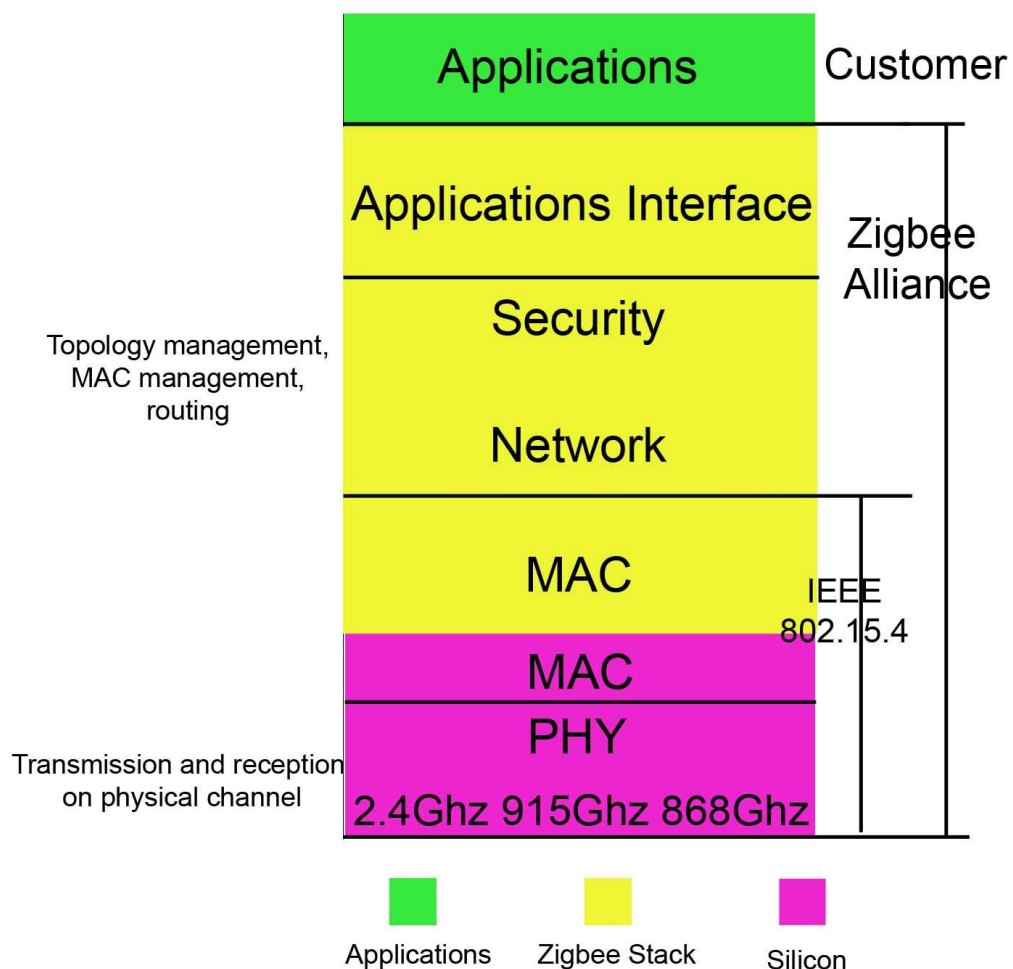 Applications
Customer
Applications Interface
Zigbee
Alliance
Security
Topology management,
MAC management,
routing
Network
MAC
IEEE
802.15.4
MAC
PHY
Transmission and reception
on physical channel
2.4Ghz 915Ghz 868Ghz
Applications
Zigbee Stack
Silicon